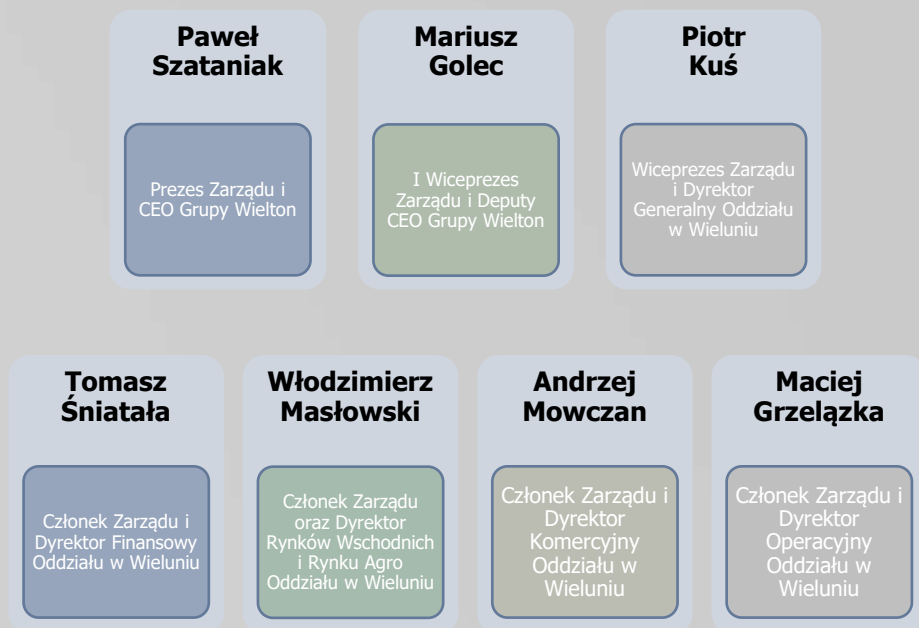 Paweł
Szataniak
Prezes Zarządu i
CEO Grupy Wielton
Mariusz
Golec
I Wiceprezes
Zarządu i Deputy
CEO Grupy Wielton
Piotr
Kuś
Wiceprezes Zarządu
i Dyrektor
Generalny Oddziału
w Wieluniu
Tomasz
Śniatała
Członek Zarządu i
Dyrektor Finansowy
Oddziału w Wieluniu
Włodzimierz
Masłowski
Członek Zarządu
oraz Dyrektor
Rynków Wschodnich
i Rynku Agro
Oddziału w Wieluniu
Andrzej
Mowczan
Członek Zarządu i
Dyrektor
Komercyjny
Oddziału w
Wieluniu
Maciej
Grzelązka
Członek Zarządu i
Dyrektor
Operacyjny
Oddziału w
Wieluniu